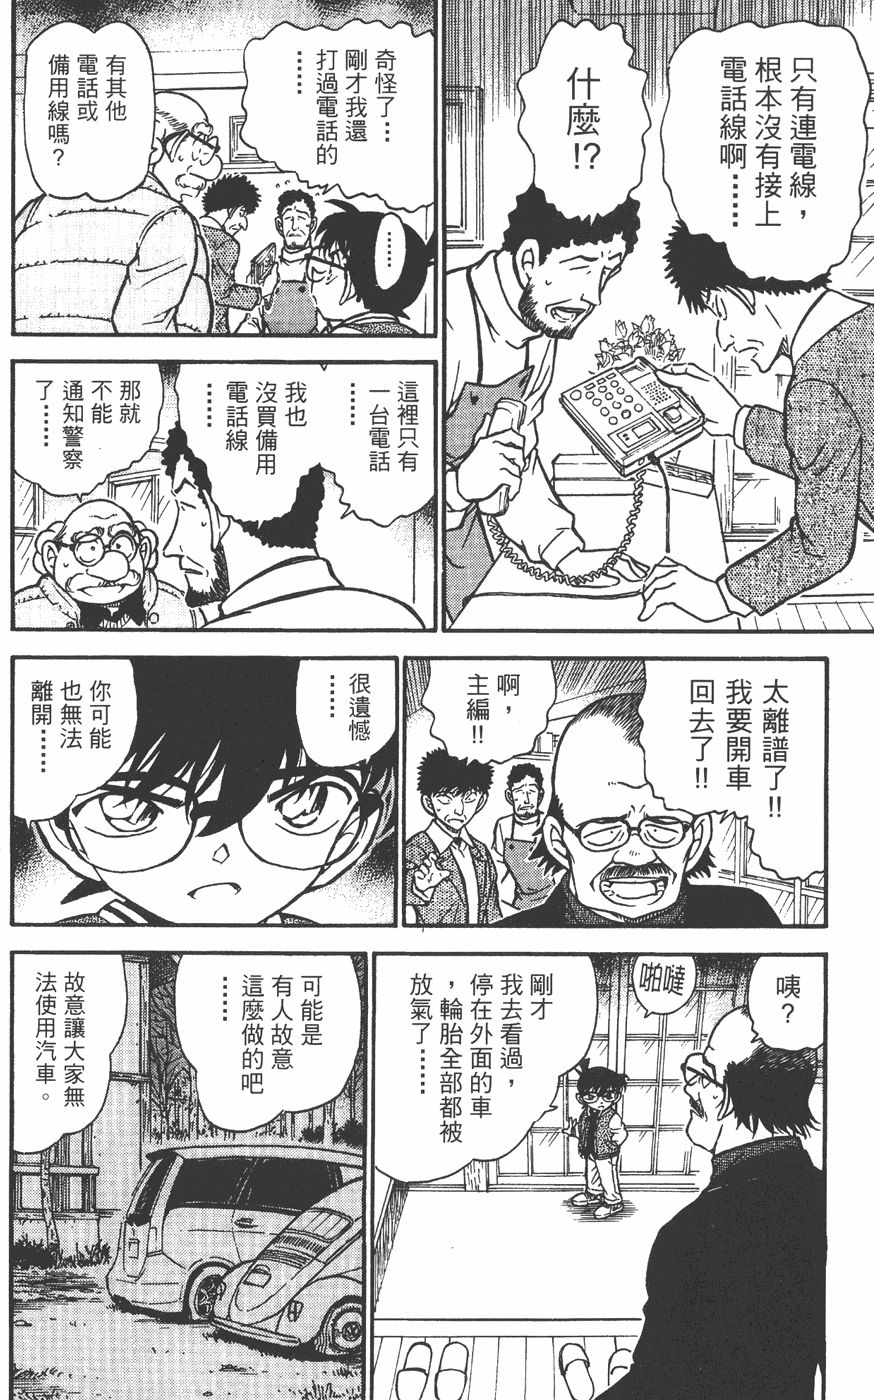 只有連電線，
根本沒有接上
電話線啊……
什麼!?
奇怪了…
剛才我還
打過電話的
……
有其他
電話或
備用線嗎？
……
這裡只有
一台電話
……
我也
沒買備用
電話線
……
那就
不能
通知警察
了……
太離譜了!!
我要開車
回去了!!
啊，
主編!!
很遺憾
……
你可能
也無法
離開……
咦？
啪噠
剛才
我去看過，
停在外面的車
，輪胎全部都被
放氣了……
可能是
有人故意
這麼做的吧
……
故意讓大家無
法使用汽車。